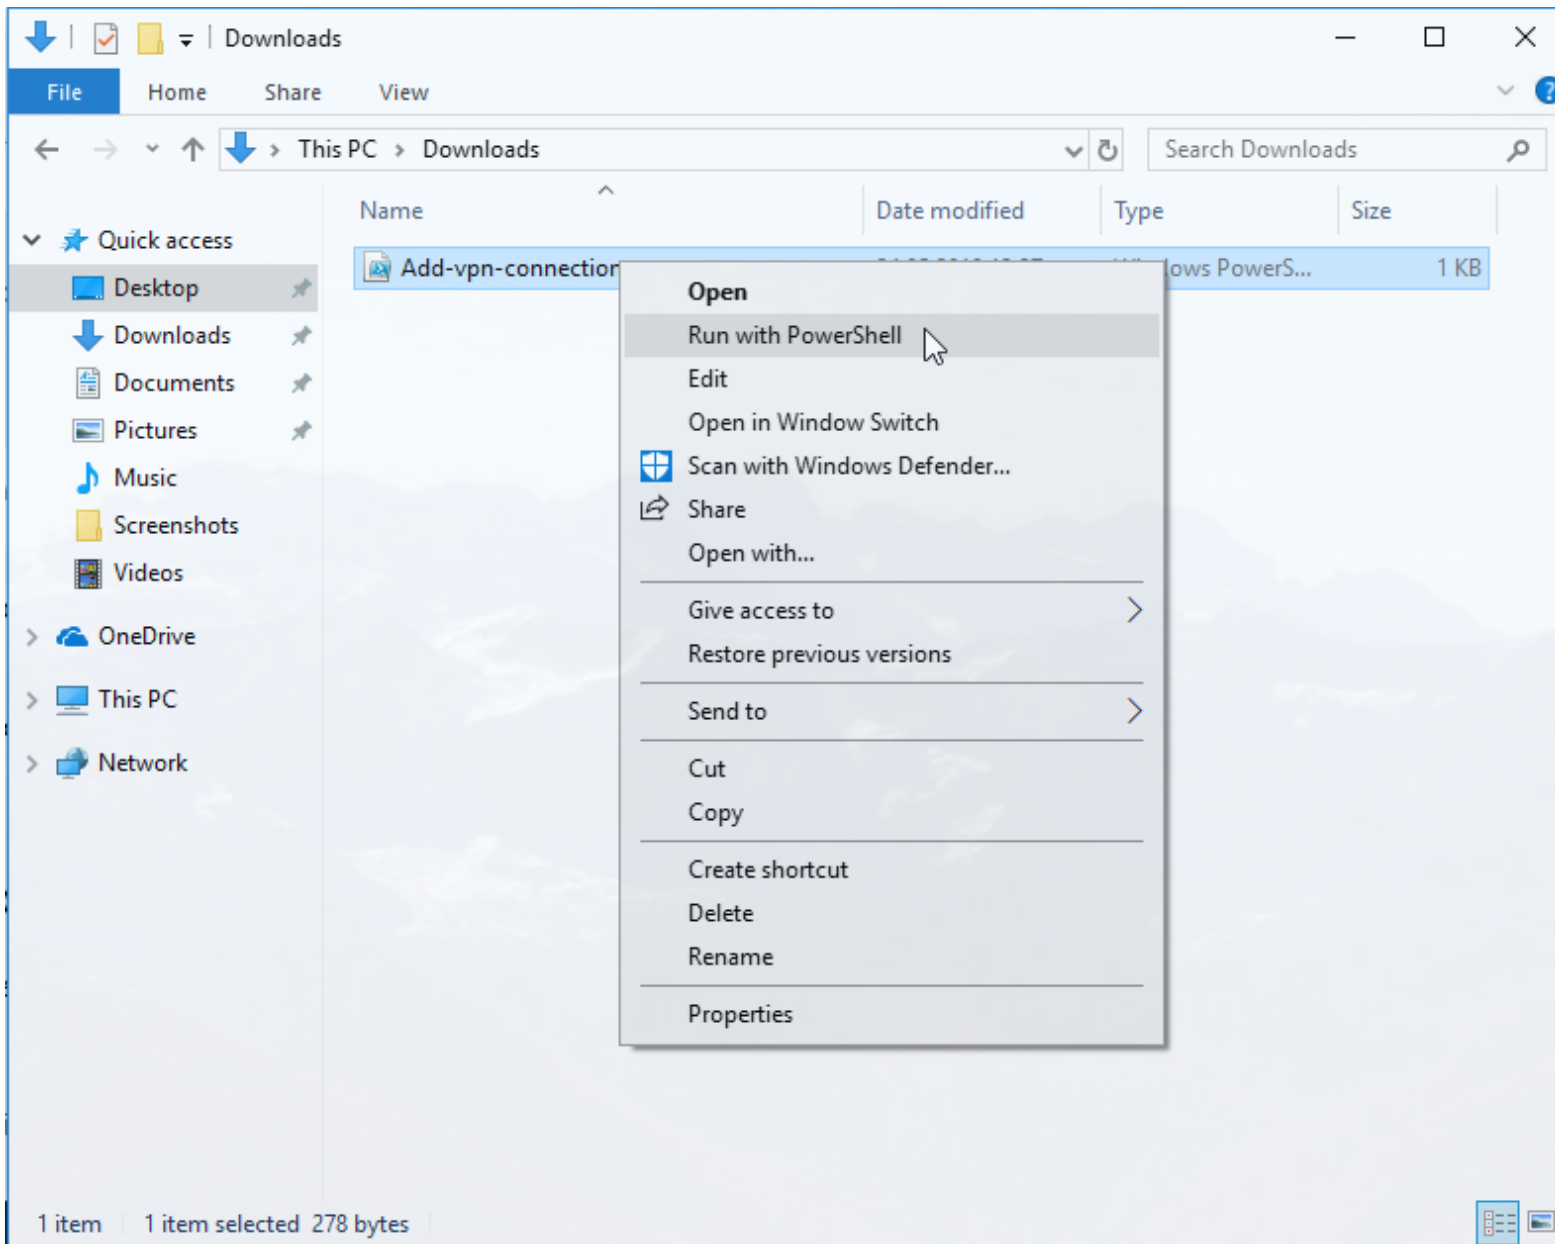 Downloads
File Home Share View
This PC Downloads
Search Downloads
Name Date modified Type Size
Quick access
Desktop
Downloads
Documents
Pictures
Music
Screenshots
Videos
OneDrive
This PC
Network
Add-vpn-connection ows PowerS... 1 KB
Open
Run with PowerShell
Edit
Open in Window Switch
Scan with Windows Defender...
Share
Open with...
Give access to
Restore previous versions
Send to
Cut
Copy
Create shortcut
Delete
Rename
Properties
1 item 1 item selected 278 bytes